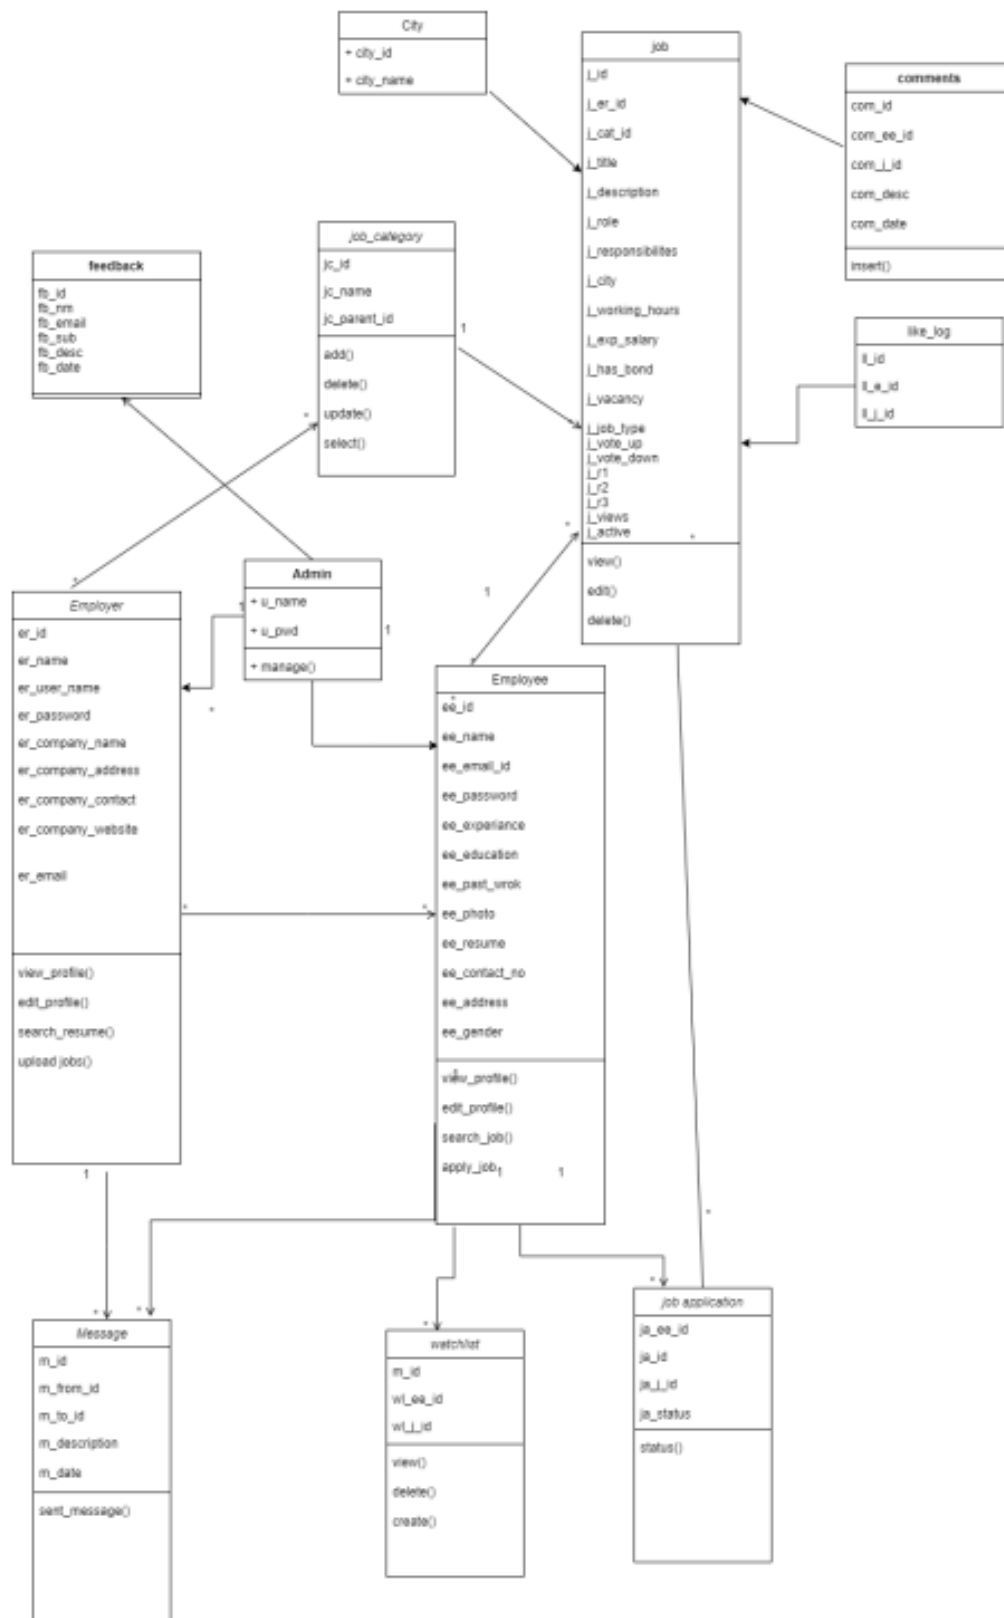 City
+ city_id
+ city_name
job
j_id
j_er_id
j_cat_id
j_title
j_description
j_role
j_responsibilites
j_city
j_working_hours
j_exp_salary
j_has_bond
j_vacancy
j_job_type
j_vote_up
j_vote_down
j_r1
j_r2
j_r3
j_views
j_active
*
view()
edit()
delete()
comments
com_id
com_ee_id
com_j_id
com_desc
com_date
insert()
like_log
ll_id
ll_e_id
ll_j_id
job_category
jc_id
jc_name
jc_parent_id
add()
delete()
update()
select()
1
*
feedback
fb_id
fb_nm
fb_email
fb_sub
fb_desc
fb_date
Admin
+ u_name
+ u_pwd
+ manage()
1
1
*
*
1
*
*
Employer
er_id
er_name
er_user_name
er_password
er_company_name
er_company_address
er_company_contact
er_company_website
er_email
view_profile()
edit_profile()
search_resume()
upload jobs()
*
*
Employee
*
ee_id
ee_name
ee_email_id
ee_password
ee_experiance
ee_education
ee_past_wrok
ee_photo
ee_resume
ee_contact_no
ee_address
ee_gender
view_profile()
1
edit_profile()
search_job()
apply_job
1
1
1
*
*
*
*
*
Message
m_id
m_from_id
m_to_id
m_description
m_date
sent_message()
watchlist
m_id
wl_ee_id
wl_j_id
view()
delete()
create()
job application
ja_ee_id
ja_id
ja_j_id
ja_status
status()